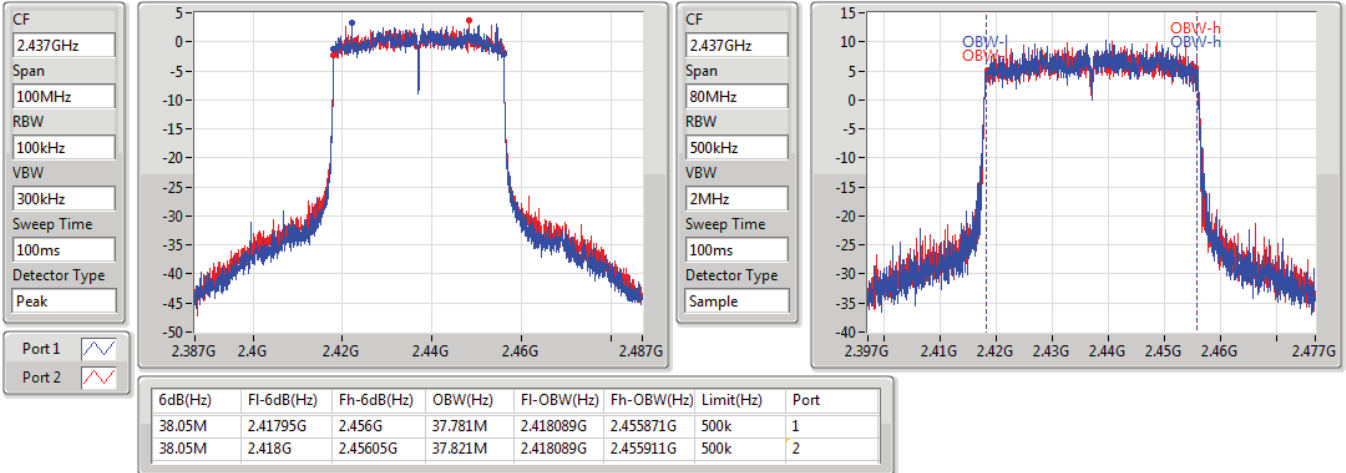 CF
2.437GHz
Span
100MHz
RBW
100kHz
VBW
300kHz
Sweep Time
100ms
Detector Type
Peak
5
0
-5
-10
-15
-20
-25
-30
-35
-40
-45
-50
2.387G 2.4G 2.42G 2.44G 2.46G 2.487G
CF
2.437GHz
Span
80MHz
RBW
500kHz
VBW
2MHz
Sweep Time
100ms
Detector Type
Sample
15
10
5
0
-5
-10
-15
-20
-25
-30
-35
-40
OBW-l
OBW-h
OBW-h
2.397G 2.41G 2.42G 2.43G 2.44G 2.45G 2.46G 2.477G
Port 1
Port 2
6dB(Hz) Fl-6dB(Hz) Fh-6dB(Hz) OBW(Hz) Fl-OBW(Hz) Fh-OBW(Hz) Limit(Hz) Port
38.05M 2.41795G 2.456G 37.781M 2.418089G 2.455871G 500k 1
38.05M 2.418G 2.45605G 37.821M 2.418089G 2.455911G 500k 2